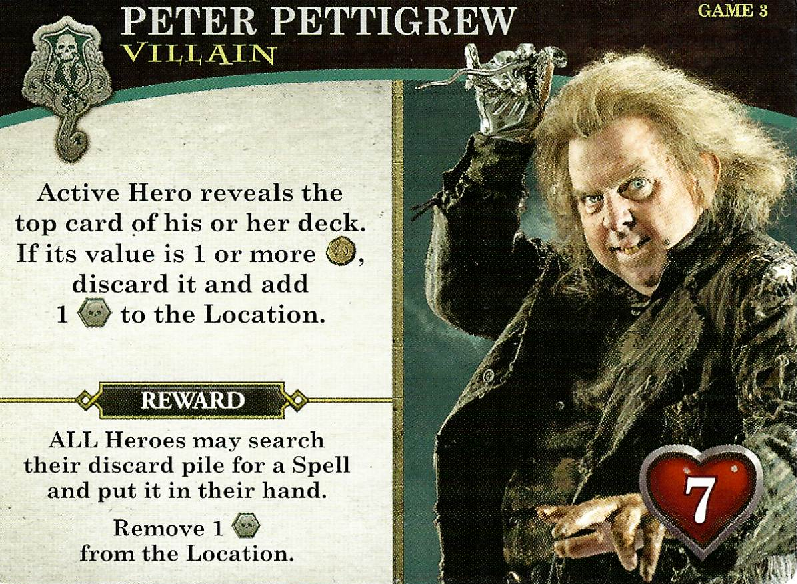 PETER PETTIGREW
GAME 3
VILLAIN
Active Hero reveals the
top card of his or her deck.
If its value is 1 or more ,
discard it and add
1 to the Location.
REWARD
ALL Heroes may search
their discard pile for a Spell
and put it in their hand.
Remove 1
from the Location.
7